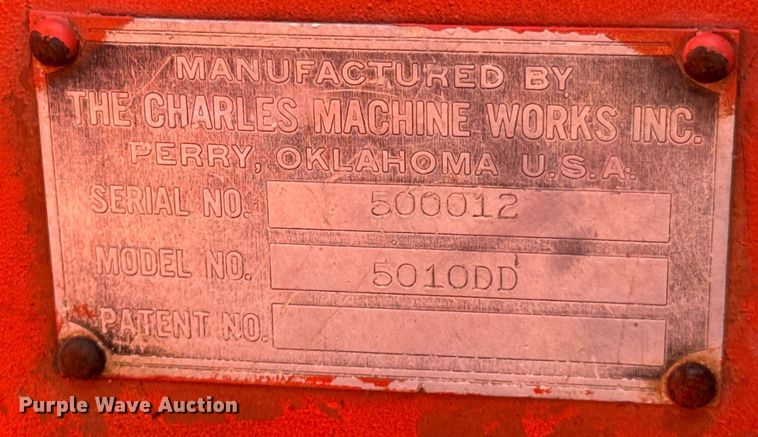 MANUFACTURED BY
THE CHARLES MACHINE WORKS INC.
PERRY, OKLAHOMA U.S.A.
SERIAL NO. 500012
MODEL NO. 5010DD
PATENT NO.
Purple Wave Auction